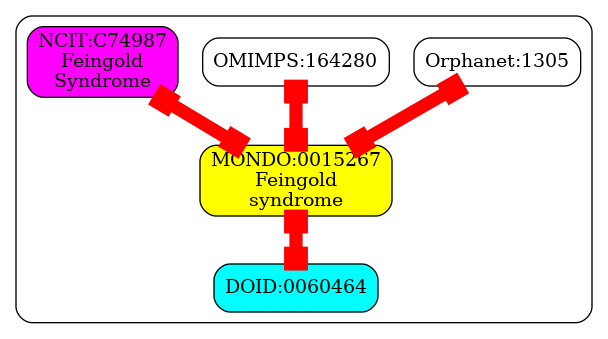 NCIT:C74987
Feingold
Syndrome
OMIMPS:164280
Orphanet:1305
MONDO:0015267
Feingold
syndrome
DOID:0060464